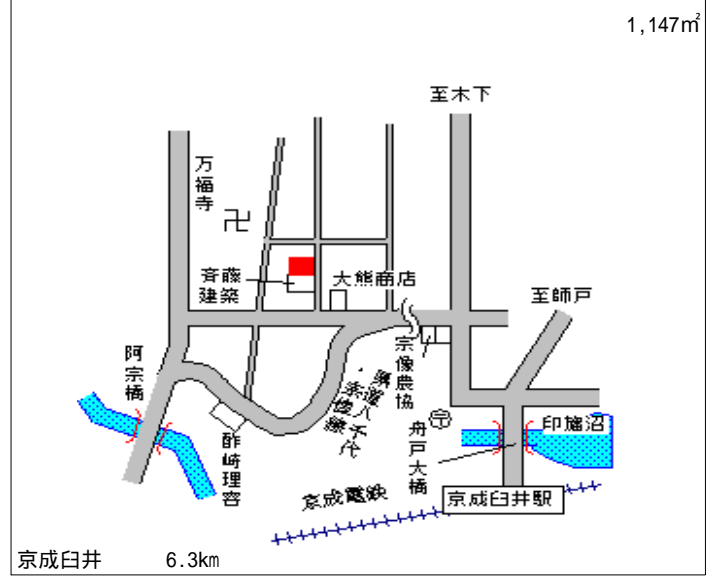 1,147㎡
至木下
万福寺
卍
斉藤
建築
大熊商店
至師戸
阿宗橋
宗像農協
〒
舟戸大橋
印旛沼
酢崎理容
京成電鉄
京成臼井駅
京成臼井 6.3km